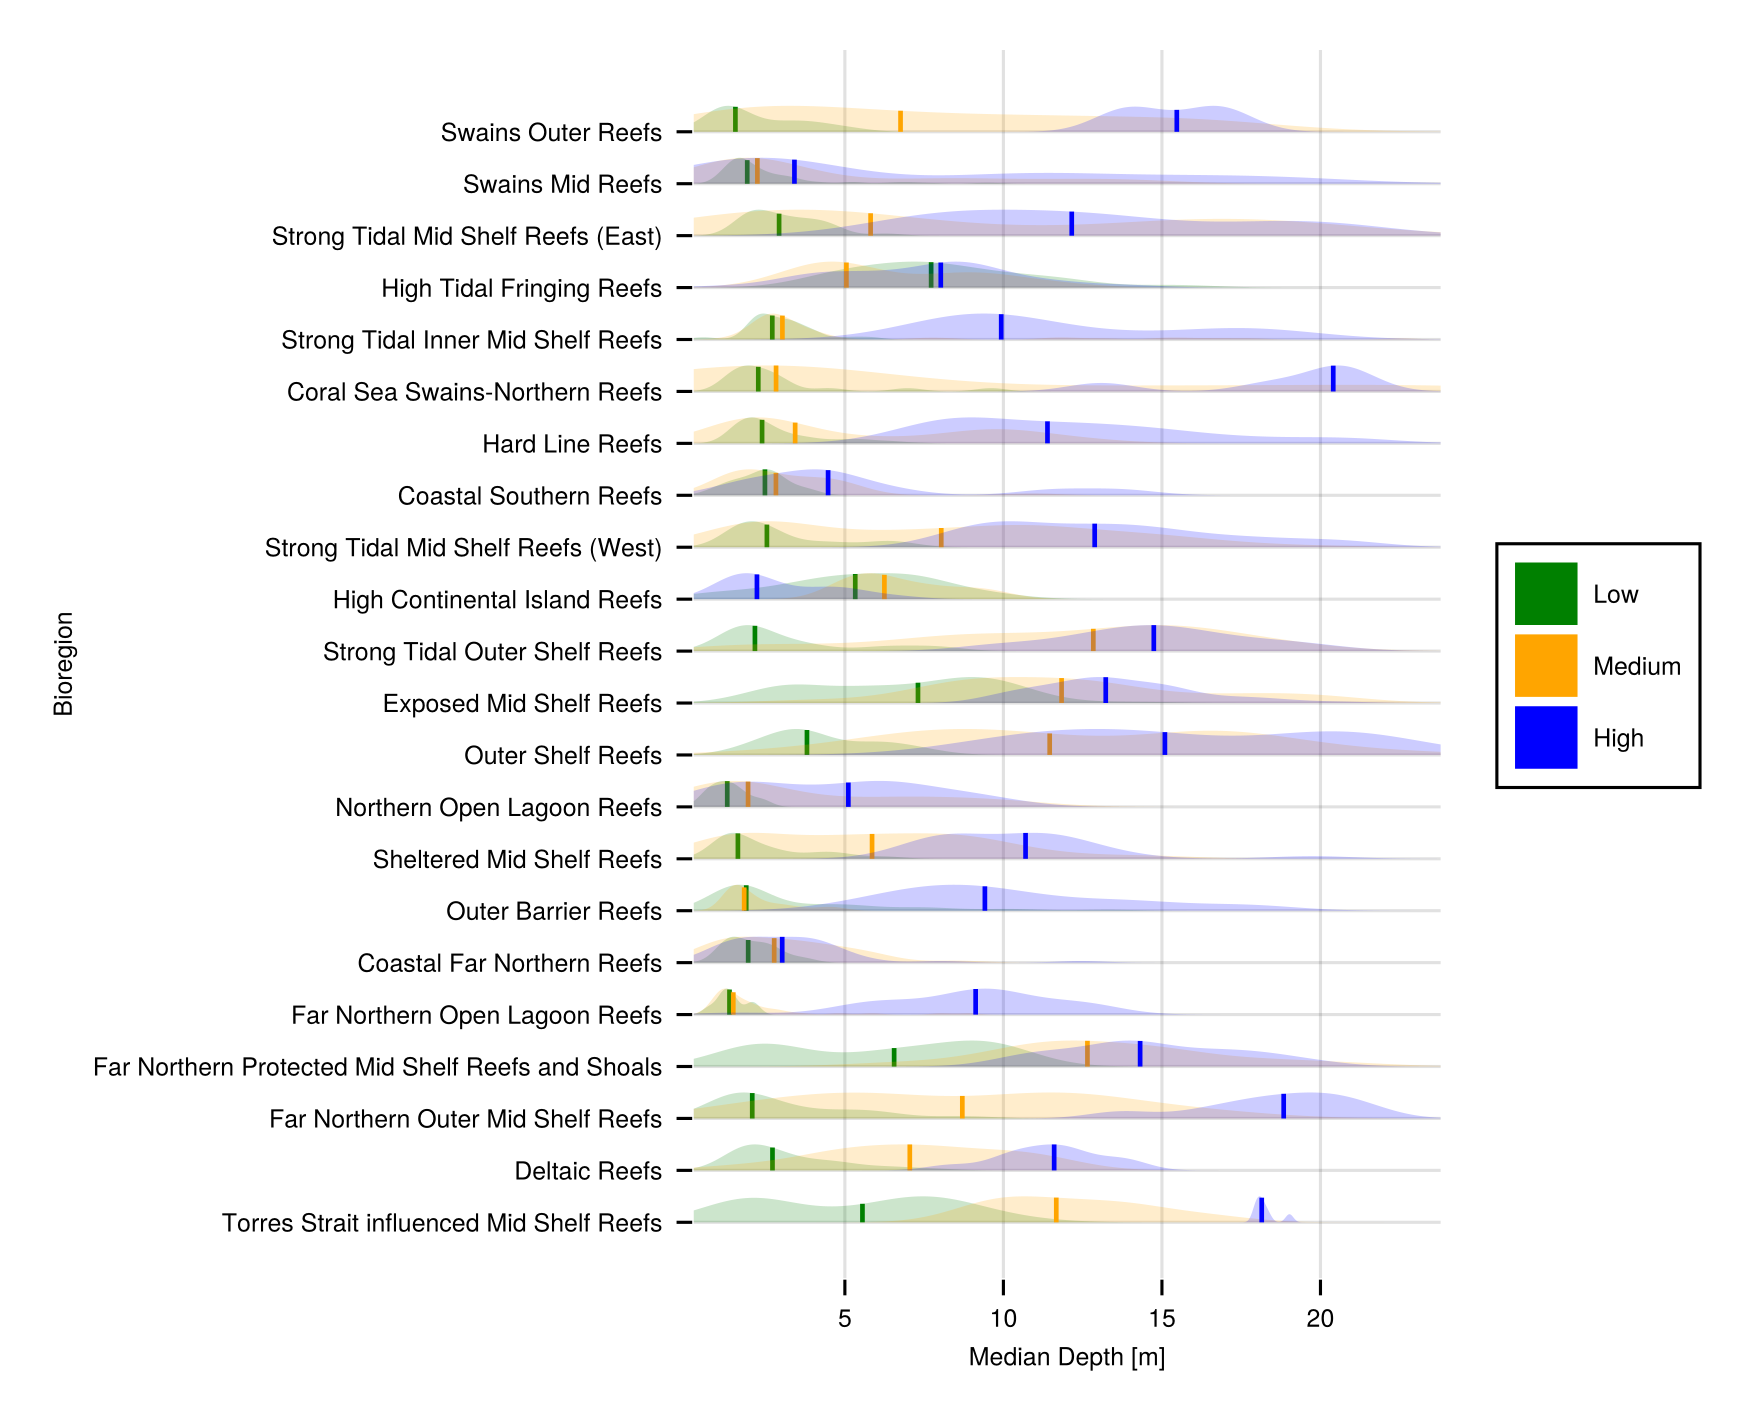 Swains Outer Reefs
Swains Mid Reefs
Strong Tidal Mid Shelf Reefs (East)
High Tidal Fringing Reefs
Strong Tidal Inner Mid Shelf Reefs
Coral Sea Swains-Northern Reefs
Hard Line Reefs
Coastal Southern Reefs
Strong Tidal Mid Shelf Reefs (West)
High Continental Island Reefs
Strong Tidal Outer Shelf Reefs
Exposed Mid Shelf Reefs
Outer Shelf Reefs
Northern Open Lagoon Reefs
Sheltered Mid Shelf Reefs
Outer Barrier Reefs
Coastal Far Northern Reefs
Far Northern Open Lagoon Reefs
Far Northern Protected Mid Shelf Reefs and Shoals
Far Northern Outer Mid Shelf Reefs
Deltaic Reefs
Torres Strait influenced Mid Shelf Reefs
Bioregion
5 10 15 20
Median Depth [m]
Low
Medium
High